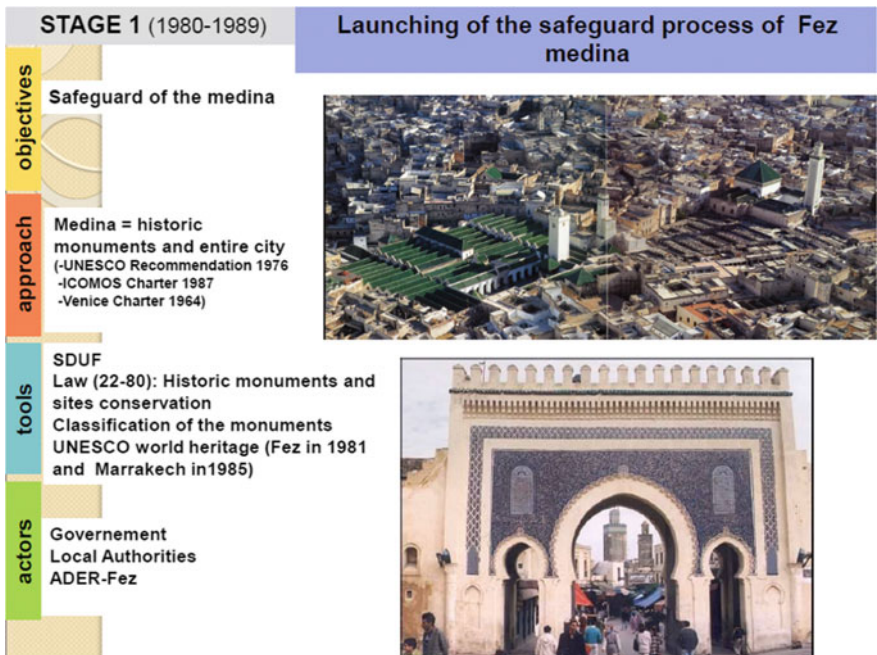 STAGE 1 (1980-1989)
Launching of the safeguard process of Fez
medina
objectives
Safeguard of the medina
approach
Medina = historic
monuments and entire city
(-UNESCO Recommendation 1976
-ICOMOS Charter 1987
-Venice Charter 1964)
tools
SDUF
Law (22-80): Historic monuments and
sites conservation
Classification of the monuments
UNESCO world heritage (Fez in 1981
and Marrakech in1985)
actors
Governement
Local Authorities
ADER-Fez